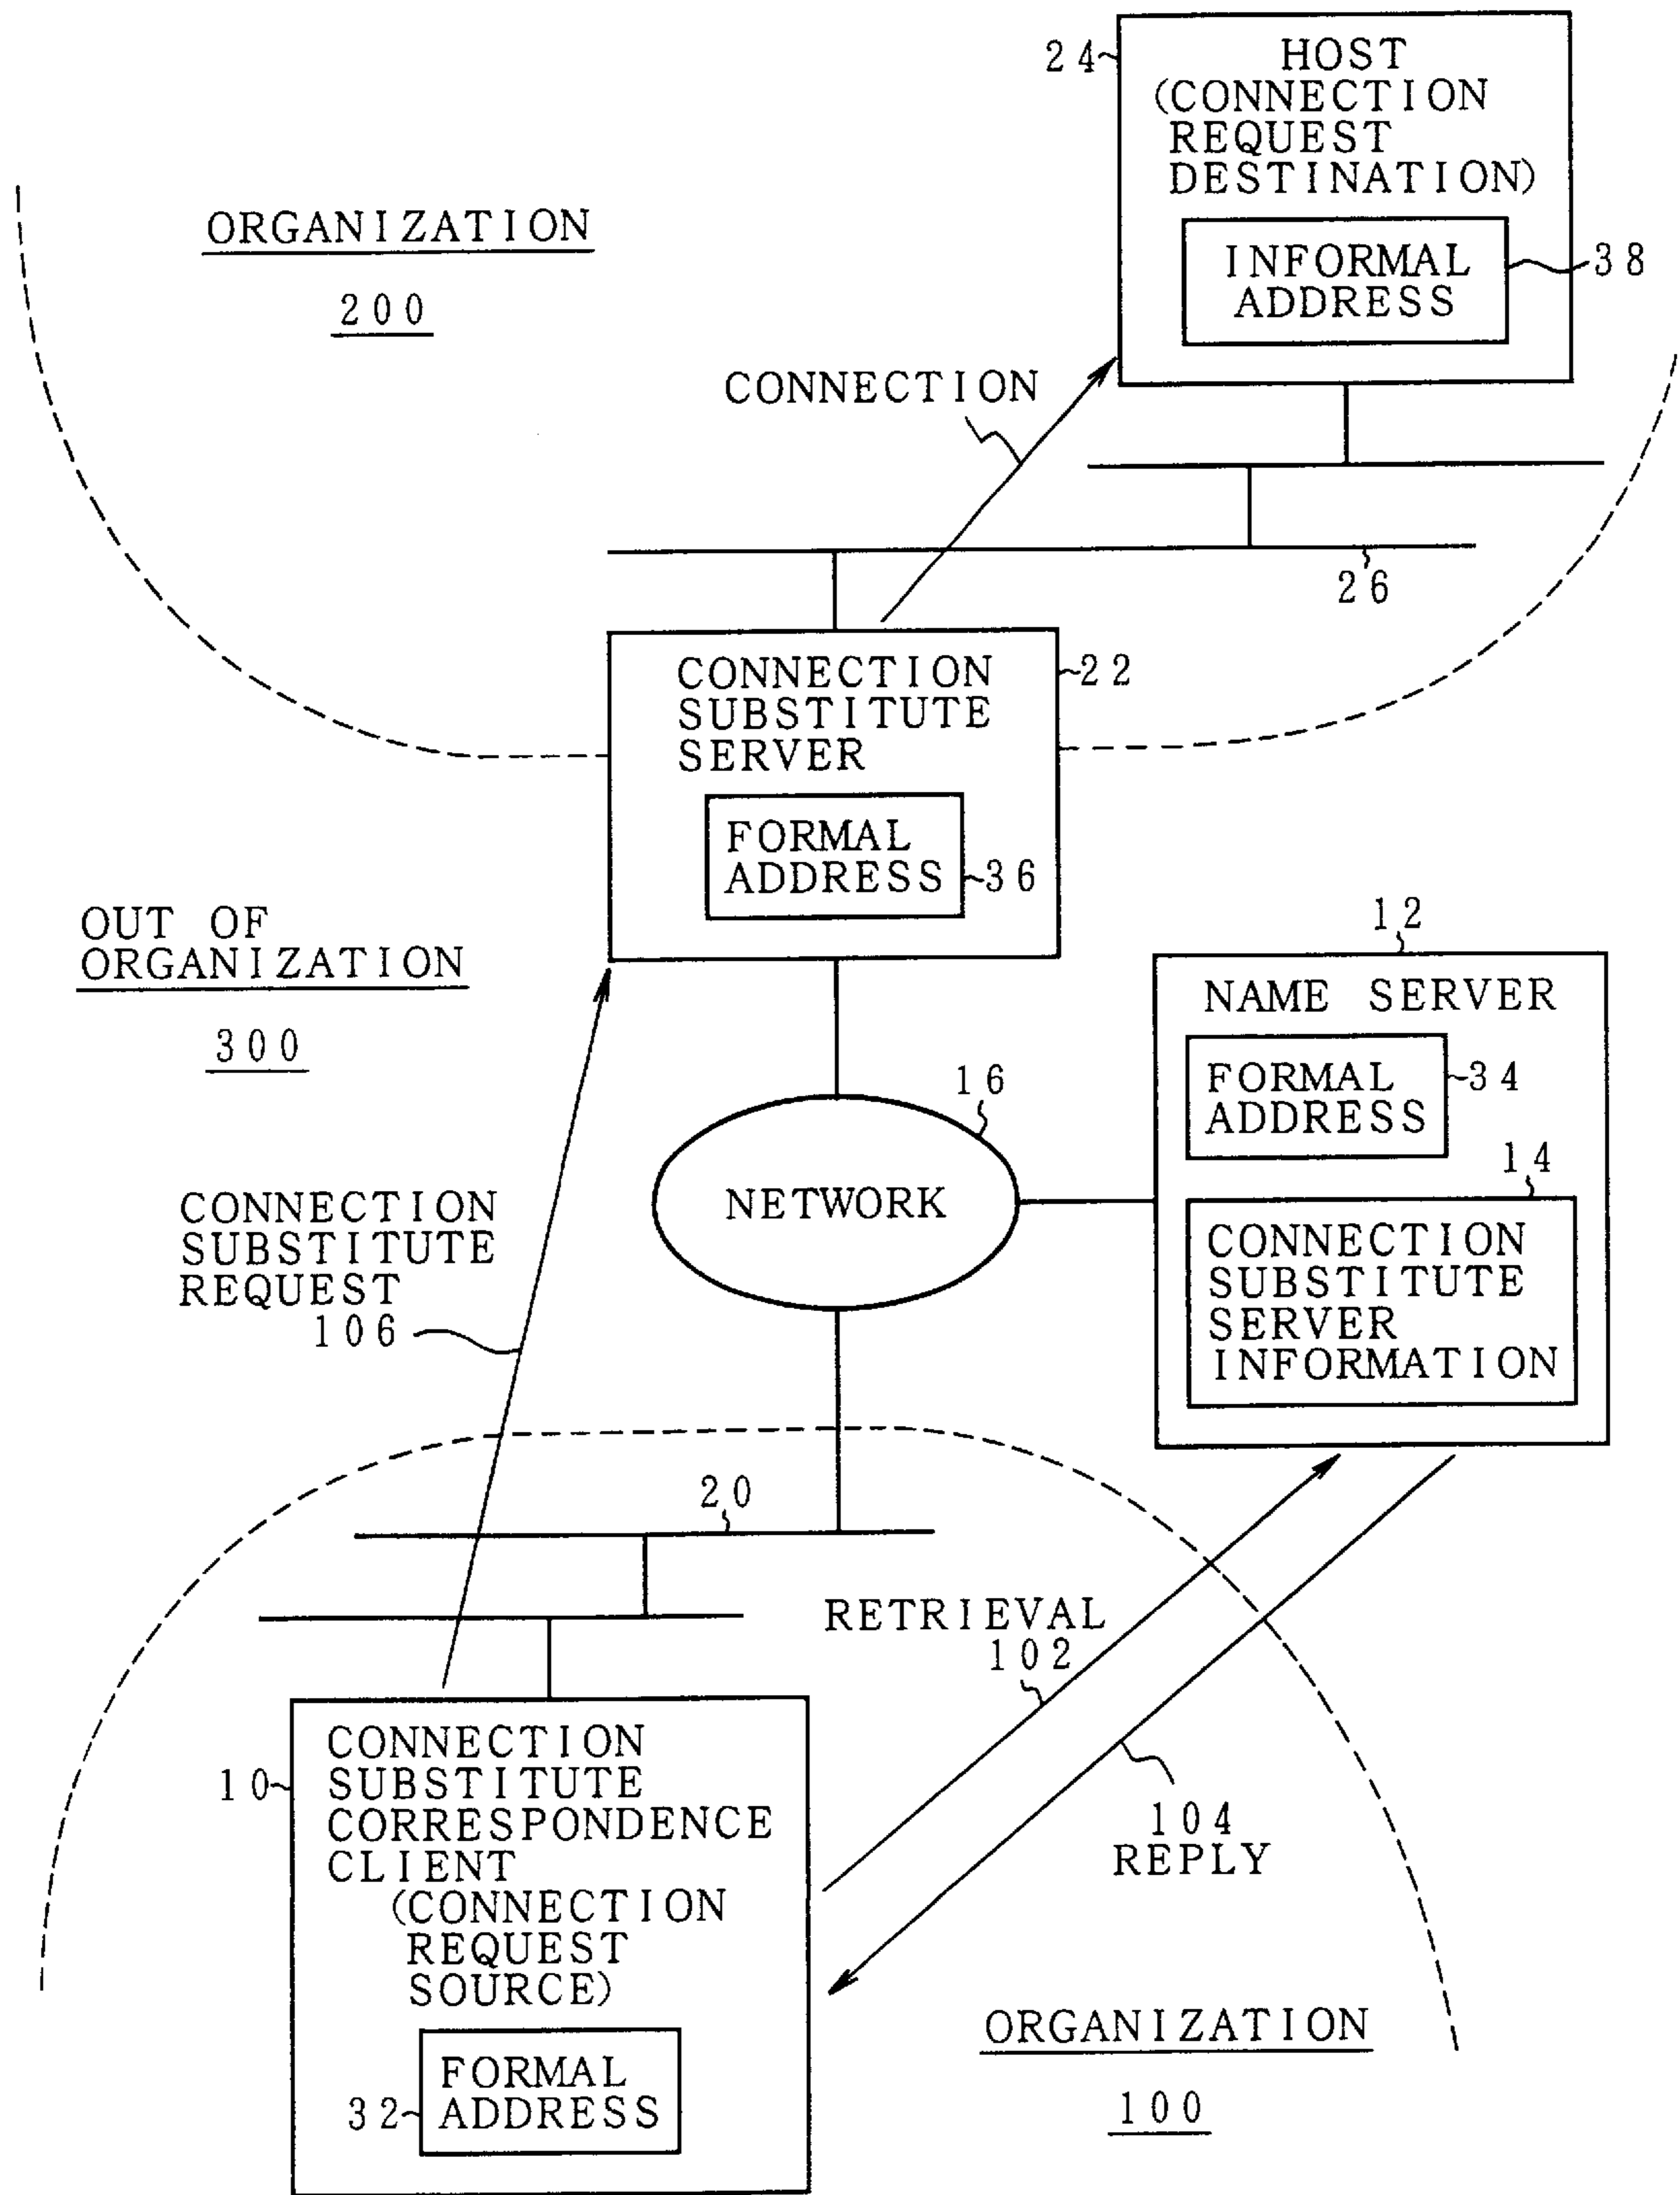 24
HOST
(CONNECTION
REQUEST
DESTINATION)
INFORMAL
ADDRESS
38
ORGANIZATION
200
CONNECTION
26
CONNECTION
SUBSTITUTE
SERVER
22
FORMAL
ADDRESS
36
OUT OF
ORGANIZATION
300
12
NAME SERVER
FORMAL
ADDRESS
34
14
CONNECTION
SUBSTITUTE
SERVER
INFORMATION
16
NETWORK
CONNECTION
SUBSTITUTE
REQUEST
106
20
RETRIEVAL
102
104
REPLY
10
CONNECTION
SUBSTITUTE
CORRESPONDENCE
CLIENT
(CONNECTION
REQUEST
SOURCE)
32
FORMAL
ADDRESS
ORGANIZATION
100